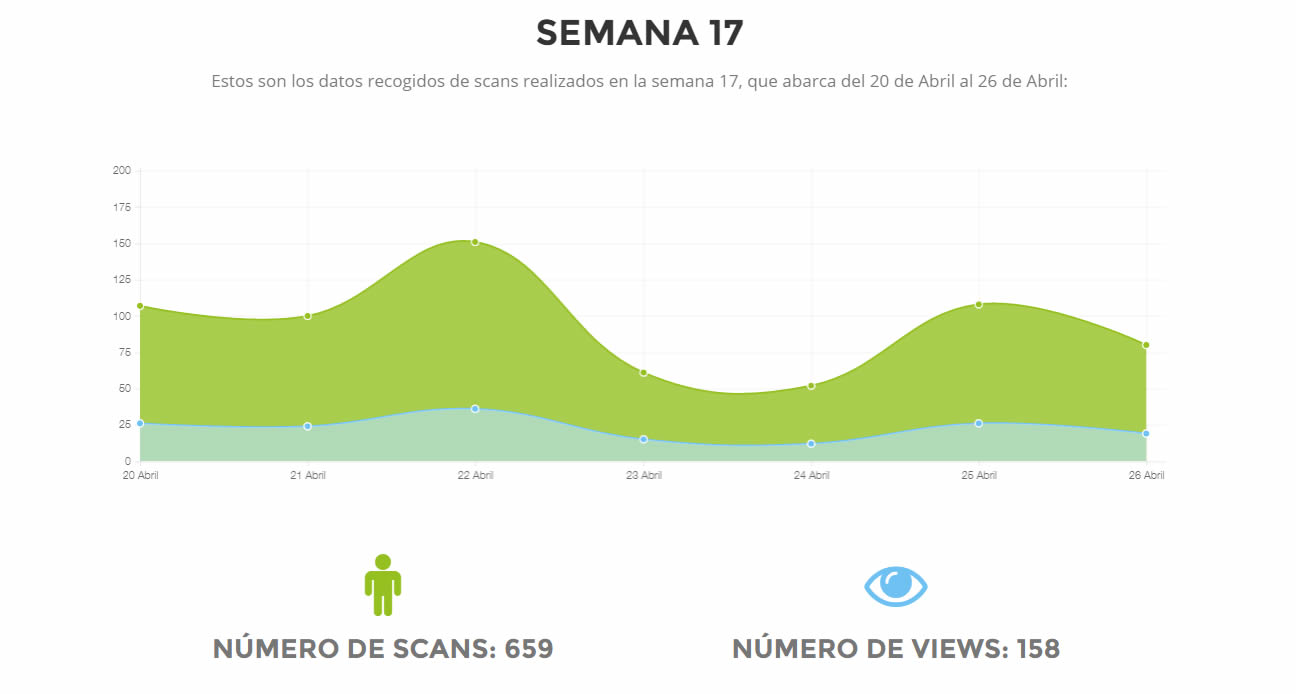 SEMANA 17
Estos son los datos recogidos de scans realizados en la semana 17, que abarca del 20 de Abril al 26 de Abril:
200
175
150
125
100
75
50
25
0
20 Abril 21 Abril 22 Abril 23 Abril 24 Abril 25 Abril 26 Abril
NÚMERO DE SCANS: 659 NÚMERO DE VIEWS: 158